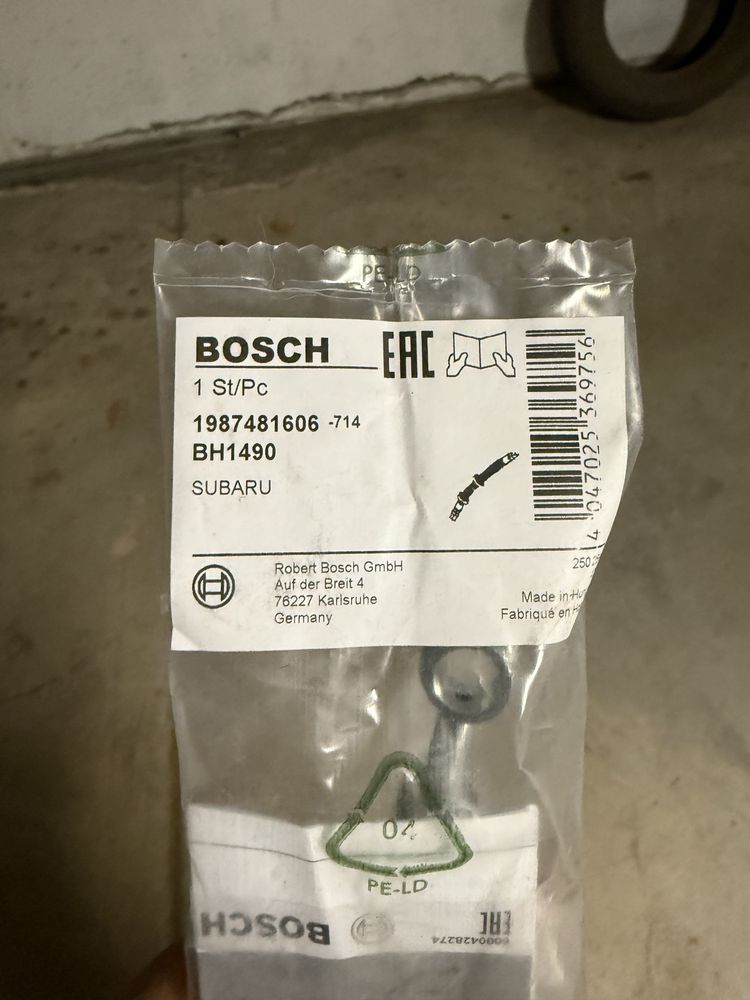 PE-LD
BOSCH
EAC
1 St/Pc
1987481606 -714
BH1490
SUBARU
4 047025 369756
Robert Bosch GmbH
Auf der Breit 4
76227 Karlsruhe
Germany
Made in
Fabriqué en
04
PE-LD
BOSCH
EAC
6000428274